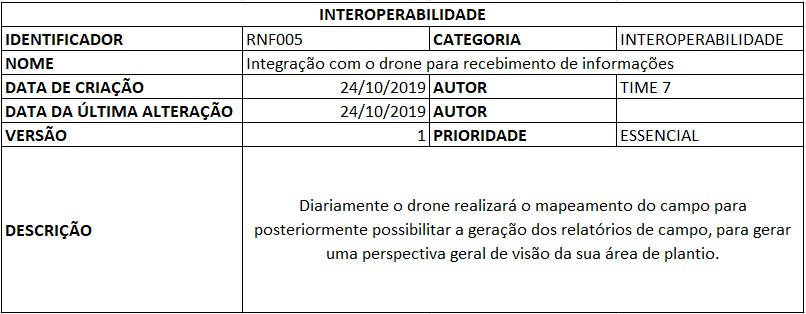 INTEROPERABILIDADE
IDENTIFICADOR RNF005 CATEGORIA INTEROPERABILIDADE
NOME Integração com o drone para recebimento de informações
DATA DE CRIAÇÃO 24/10/2019 AUTOR TIME 7
DATA DA ÚLTIMA ALTERAÇÃO 24/10/2019 AUTOR
VERSÃO 1 PRIORIDADE ESSENCIAL
DESCRIÇÃO
Diariamente o drone realizará o mapeamento do campo para
posteriormente possibilitar a geração dos relatórios de campo, para gerar
uma perspectiva geral de visão da sua área de plantio.